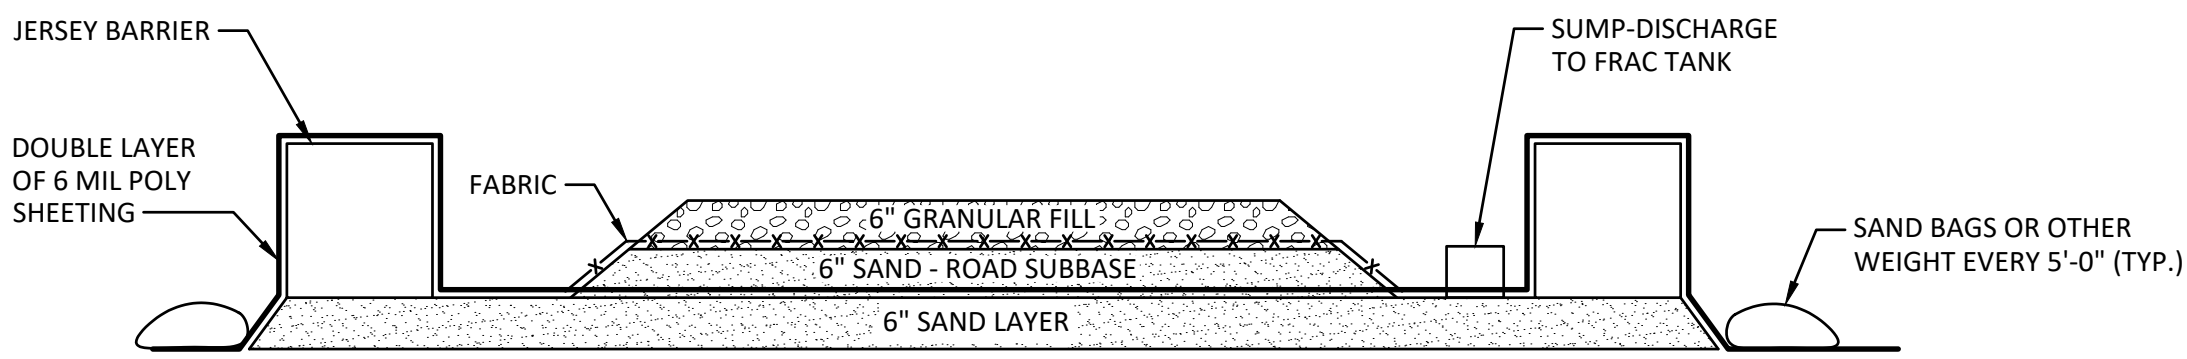 JERSEY BARRIER
SUMP-DISCHARGE
TO FRAC TANK
DOUBLE LAYER
OF 6 MIL POLY
SHEETING
FABRIC
6" GRANULAR FILL
SAND BAGS OR OTHER
WEIGHT EVERY 5'-0" (TYP.)
6" SAND - ROAD SUBBASE
6" SAND LAYER